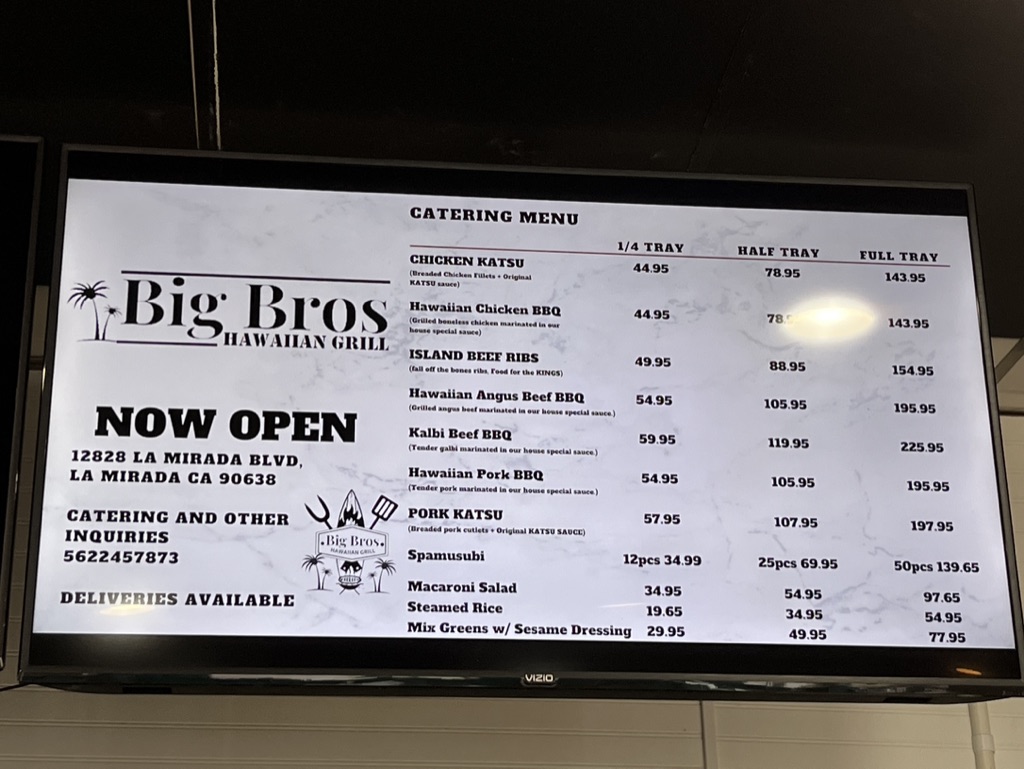 Big Bros
HAWAIIAN GRILL
NOW OPEN
12828 LA MIRADA BLVD,
LA MIRADA CA 90638
CATERING AND OTHER
INQUIRIES
5622457873
DELIVERIES AVAILABLE
.Big Bros.
HAWAIIAN GRILL
CATERING MENU
1/4 TRAY HALF TRAY FULL TRAY
CHICKEN KATSU 44.95 78.95 143.95
(Breaded Chicken Fillets + Original
KATSU sauce)
Hawaiian Chicken BBQ 44.95 143.95
(Grilled boneless chicken marinated in our
house special sauce)
ISLAND BEEF RIBS 49.95 88.95 154.95
(fall off the bones ribs, Food for the KINGS)
Hawaiian Angus Beef BBQ 54.95 105.95 195.95
(Grilled angus beef marinated in our house special sauce.)
Kalbi Beef BBQ 59.95 119.95 225.95
(Tender galbi marinated in our house special sauce.)
Hawaiian Pork BBQ 54.95 105.95 195.95
(Tender pork marinated in our house special sauce.)
PORK KATSU 57.95 107.95 197.95
(Breaded pork cutlets + Original KATSU SAUCE)
Spamusubi 12pcs 34.99 25pcs 69.95 50pcs 139.65
Macaroni Salad 34.95 54.95 97.65
Steamed Rice 19.65 34.95 54.95
Mix Greens w/ Sesame Dressing 29.95 49.95 77.95
VIZIO